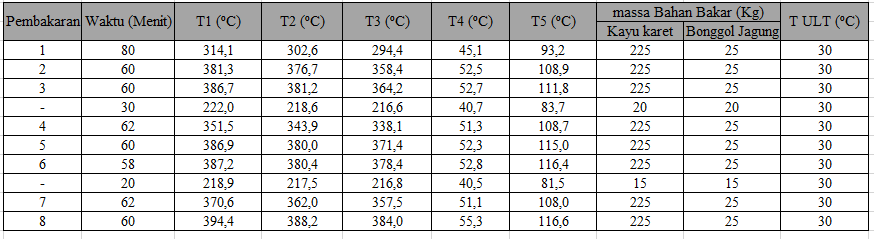 Pembakaran Waktu (Menit) T1 (⁰C) T2 (⁰C) T3 (⁰C) T4 (⁰C) T5 (⁰C) massa Bahan Bakar (Kg) T ULT (⁰C)
Kayu karet Bonggol Jagung
1 80 314,1 302,6 294,4 45,1 93,2 225 25 30
2 60 381,3 376,7 358,4 52,5 108,9 225 25 30
3 60 386,7 381,2 364,2 52,7 111,8 225 25 30
- 30 222,0 218,6 216,6 40,7 83,7 20 20 30
4 62 351,5 343,9 338,1 51,3 108,7 225 25 30
5 60 386,9 380,0 371,4 52,3 115,0 225 25 30
6 58 387,2 380,4 378,4 52,8 116,4 225 25 30
- 20 218,9 217,5 216,8 40,5 81,5 15 15 30
7 62 370,6 362,0 357,5 51,1 108,0 225 25 30
8 60 394,4 388,2 384,0 55,3 116,6 225 25 30